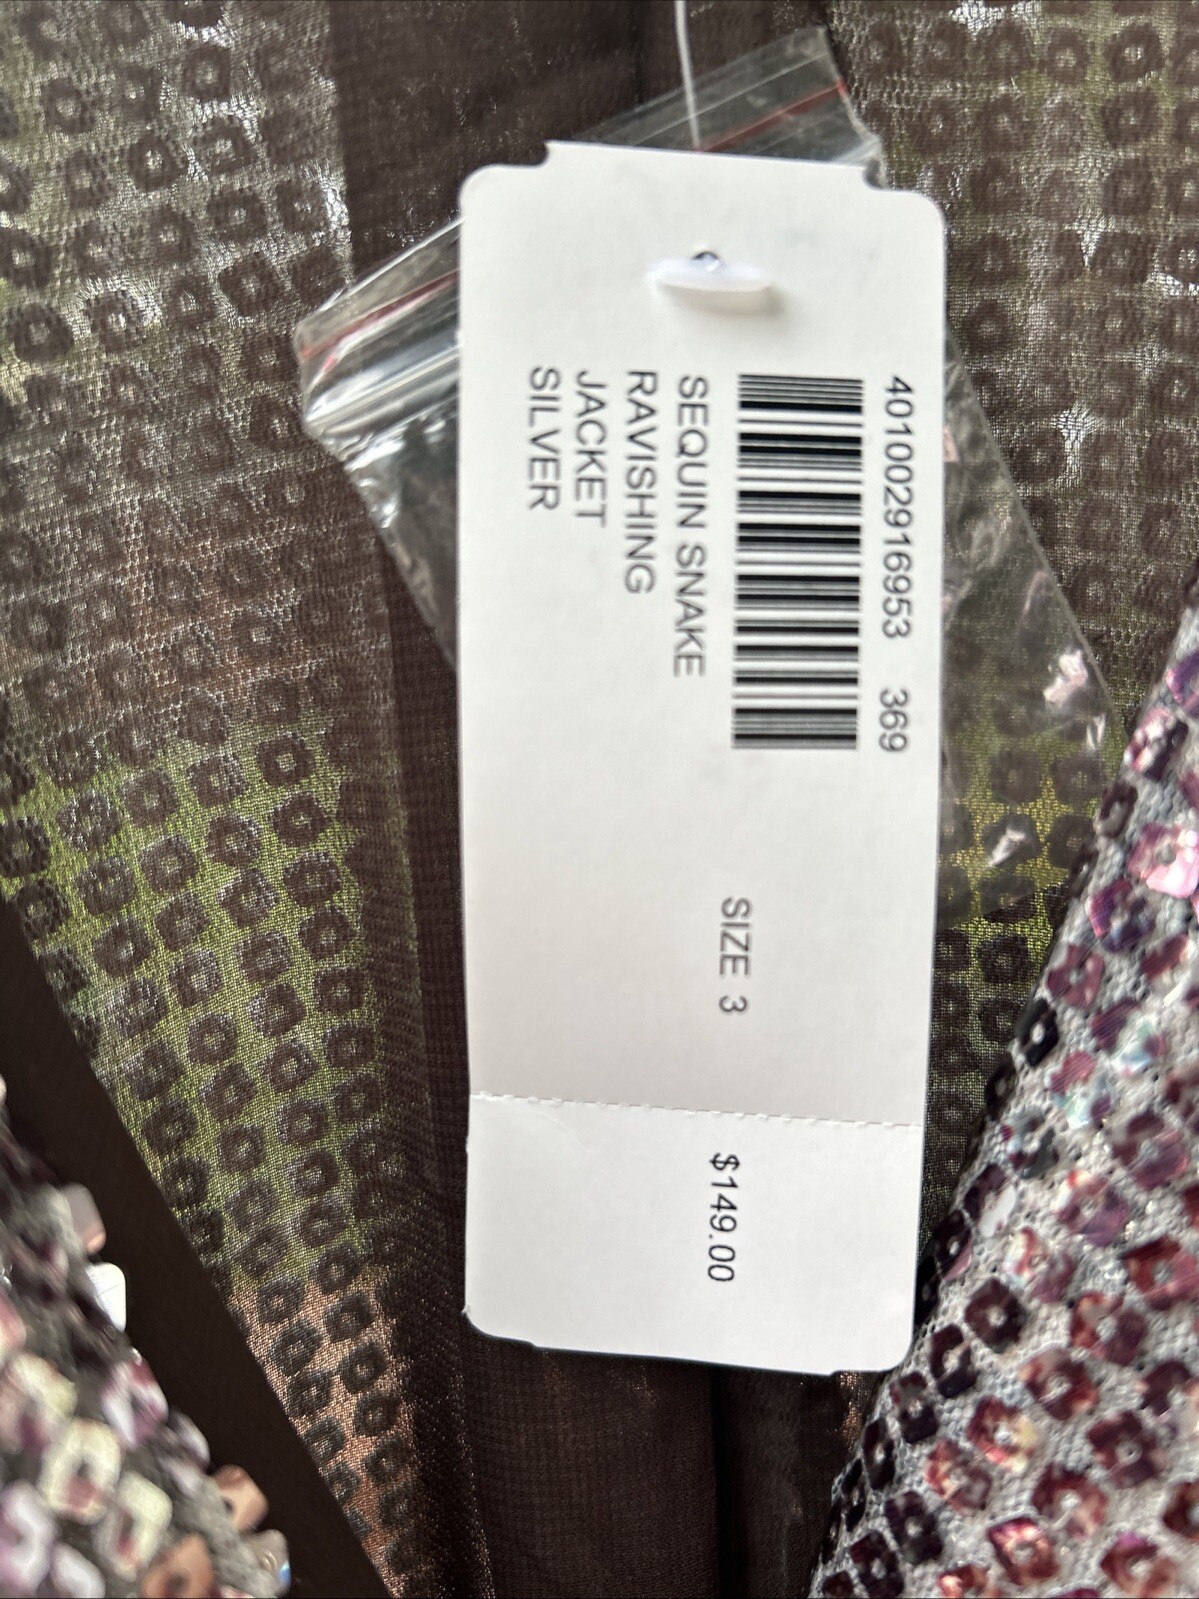 401002916953 369
SEQUIN SNAKE
RAVISHING
JACKET
SILVER
SIZE 3
$149.00